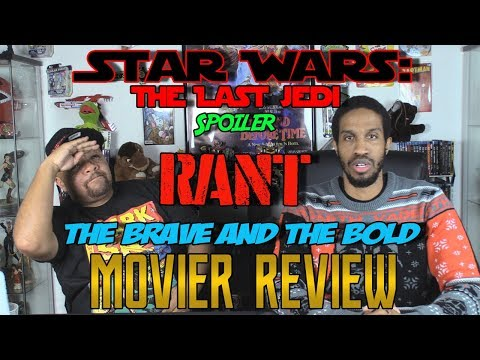 STAR WARS:
THE LAST JEDI
SPOILER
RANT
THE BRAVE AND THE BOLD
MOVIER REVIEW